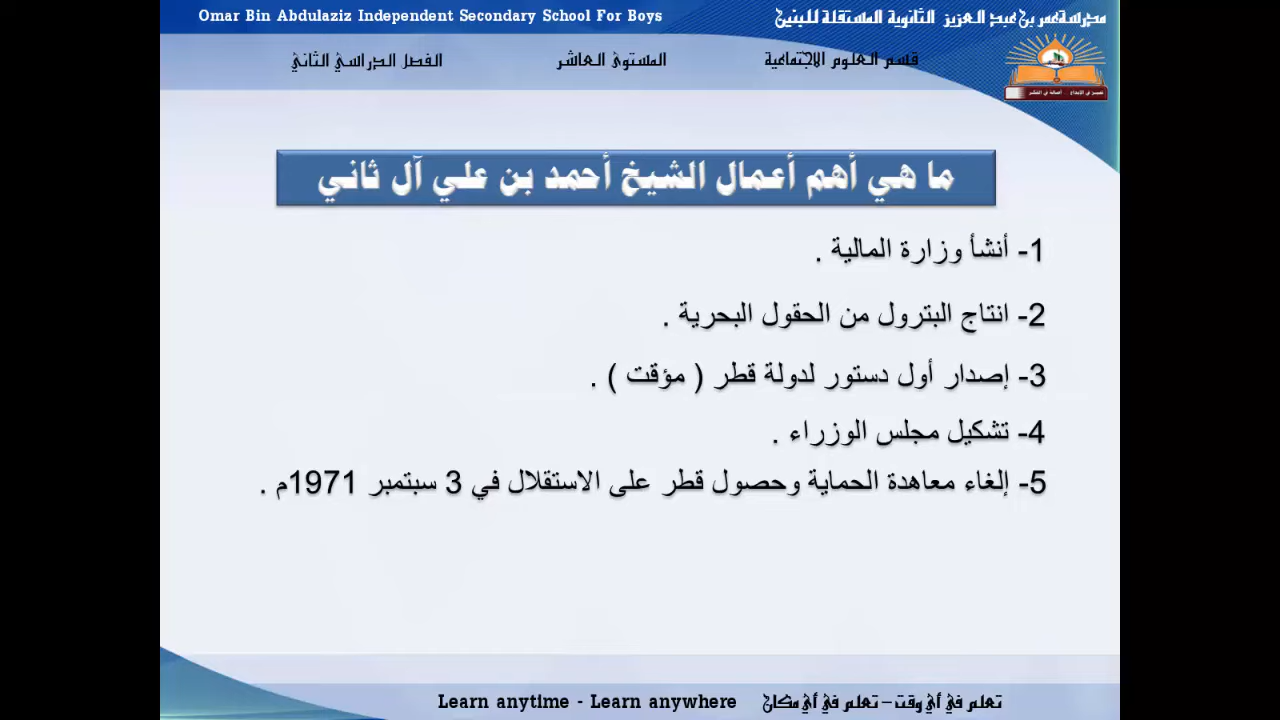 Omar Bin Abdulaziz Independent Secondary School For Boys
مدرسة عمر بن عبد العزيز الثانوية المستقلة للبنين
قسم العلوم الاجتماعية
المستوى العاشر
الفصل الدراسي الثاني
ما هي أهم أعمال الشيخ أحمد بن علي آل ثاني
1- أنشأ وزارة المالية .
2- انتاج البترول من الحقول البحرية .
3- إصدار أول دستور لدولة قطر ( مؤقت ) .
4- تشكيل مجلس الوزراء .
5- إلغاء معاهدة الحماية وحصول قطر على الاستقلال في 3 سبتمبر 1971م .
Learn anytime - Learn anywhere
تعلم في أي وقت – تعلم في أي مكان